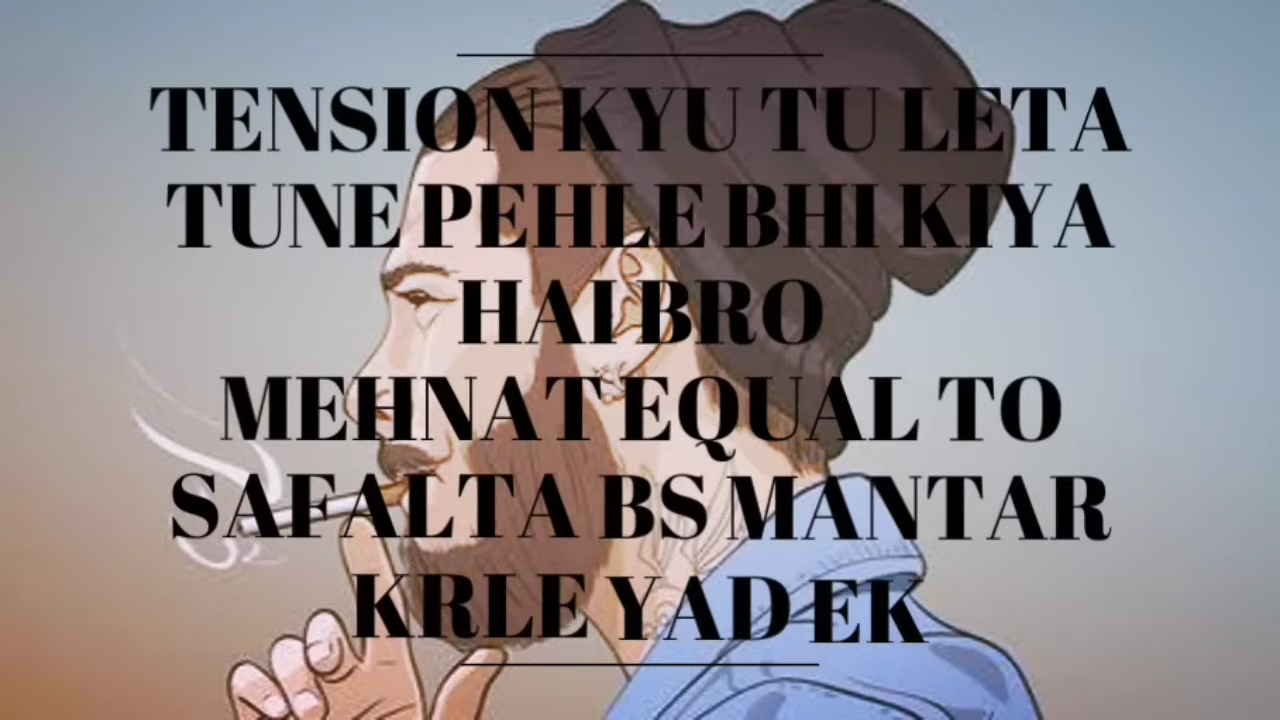 TENSION KYU TU LETA
TUNE PEHLE BHI KIYA
HAI BRO
MEHNAT EQUAL TO
SAFALTA BS MANTAR
KRLE YAD EK